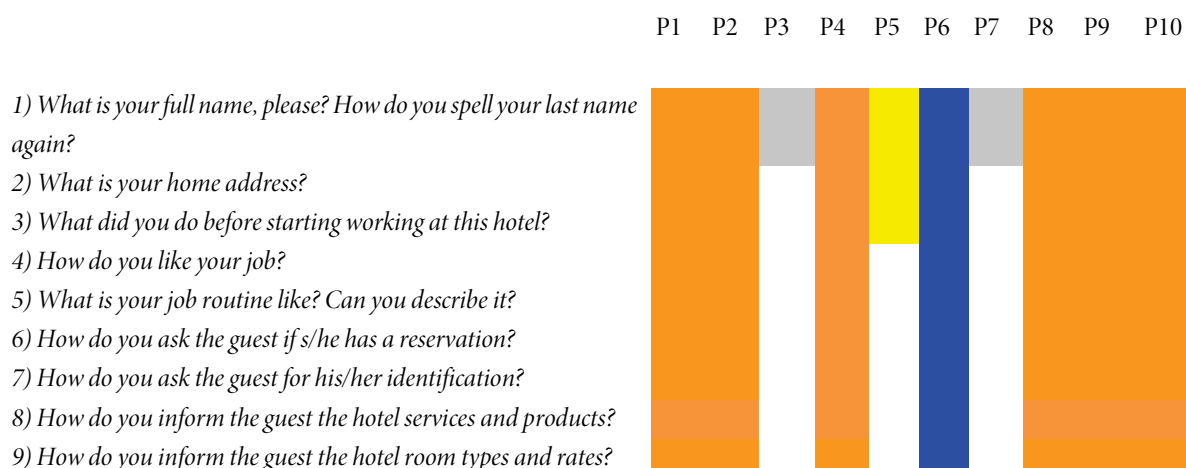 P1 P2 P3 P4 P5 P6 P7 P8 P9 P10
1) What is your full name, please? How do you spell your last name
again?
2) What is your home address?
3) What did you do before starting working at this hotel?
4) How do you like your job?
5) What is your job routine like? Can you describe it?
6) How do you ask the guest if s/he has a reservation?
7) How do you ask the guest for his/her identification?
8) How do you inform the guest the hotel services and products?
9) How do you inform the guest the hotel room types and rates?